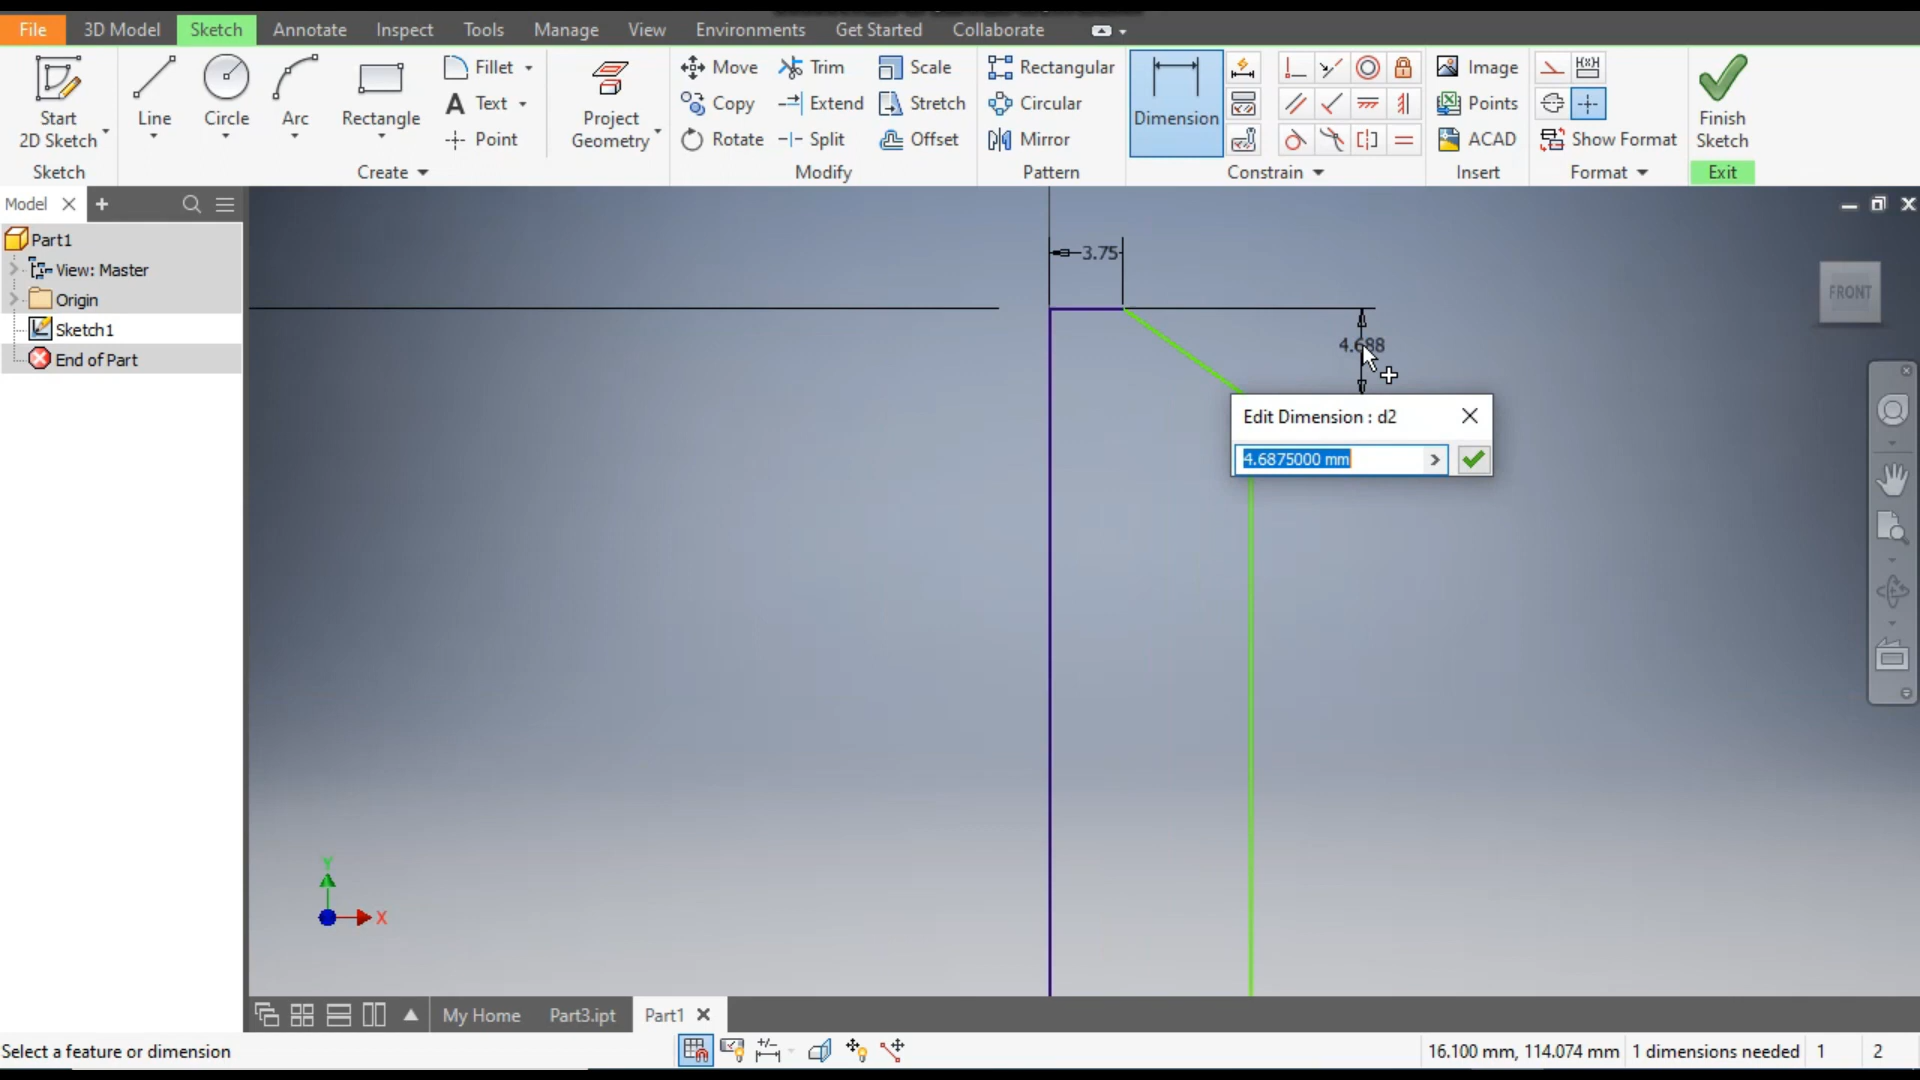 File 3D Model Sketch Annotate Inspect Tools Manage View Environments Get Started Collaborate
Start
2D Sketch
Sketch
Line
Circle
Arc
Rectangle
Fillet
Text
Point
Create
Project
Geometry
Move Trim Scale
Copy Extend Stretch
Rotate Split Offset
Modify
Rectangular
Circular
Mirror
Pattern
Dimension
Constrain
Image
Points
ACAD
Insert
Show Format
Format
Finish
Sketch
Exit
Model
Part1
View: Master
Origin
Sketch1
End of Part
3.75
4.688
FRONT
Edit Dimension : d2
4.6875000 mm
Y
X
My Home Part3.ipt Part1
Select a feature or dimension
16.100 mm, 114.074 mm 1 dimensions needed 1 2